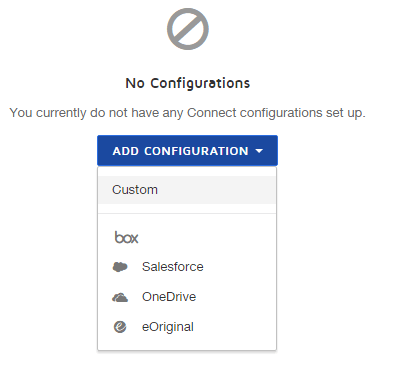 No Configurations
You currently do not have any Connect configurations set up.
ADD CONFIGURATION
Custom
box
Salesforce
OneDrive
eOriginal